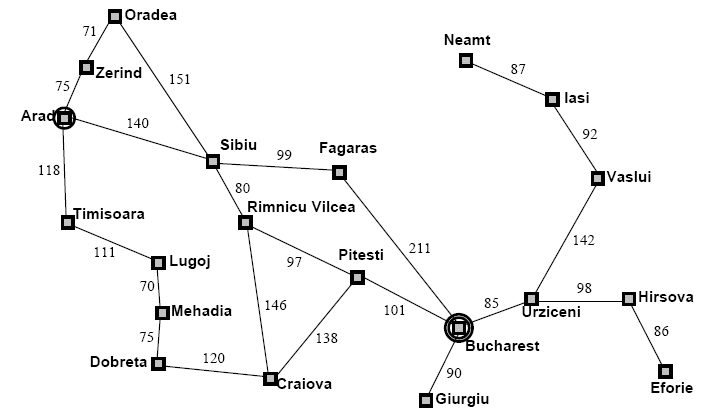 Oradea
71
Neamt
Zerind
87
75
151
Iasi
Arad
140
92
Sibiu
99
Fagaras
118
Vaslui
80
Timisoara
Rimnicu Vilcea
111
211
142
Lugoj
97
Pitesti
70
98
Hirsova
146
101
85
Mehadia
Urziceni
86
75
138
Bucharest
Dobreta
120
90
Craiova
Eforie
Giurgiu